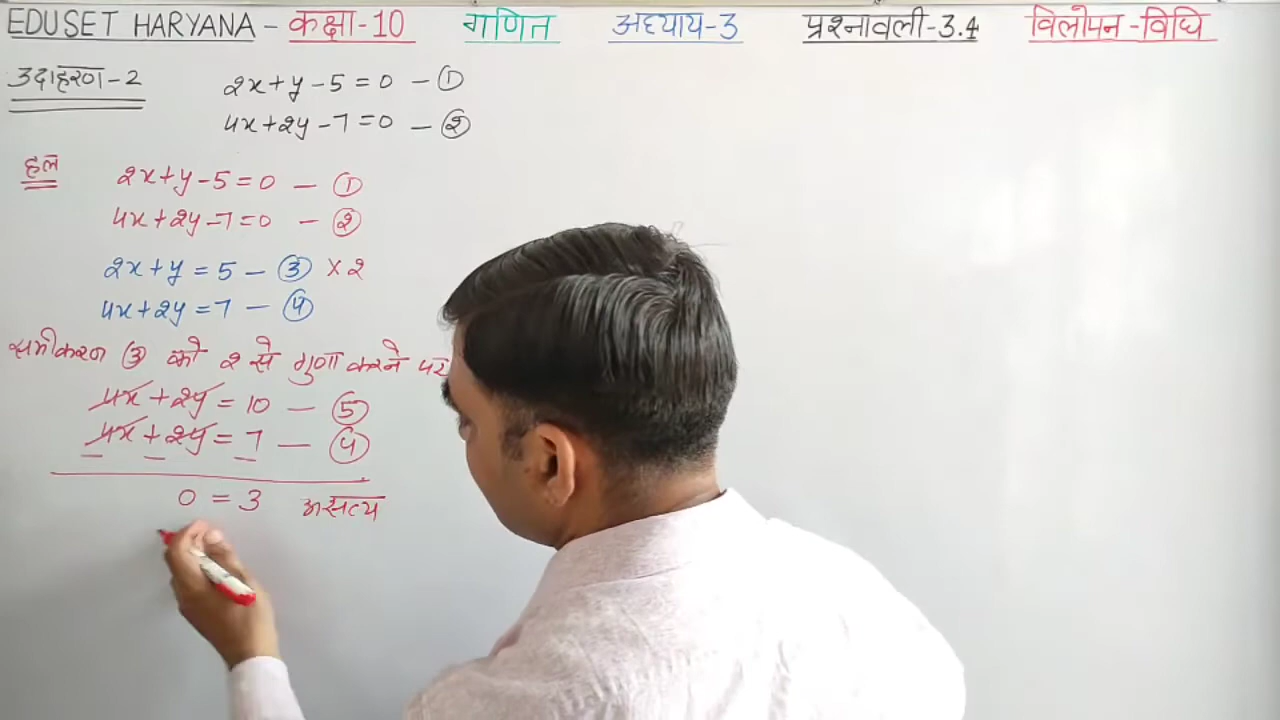 EDUSET HARYANA - कक्षा-10 गणित अध्याय-3 प्रश्नावली-3.4 विलोपन-विधि
उदाहरण-2 2x+y-5=0 - ①
4x+2y-7=0 - ②
हल 2x+y-5=0 - ①
4x+2y-7=0 - ②
2x+y=5 - ③ ×2
4x+2y=7 - ④
समीकरण ③ को 2 से गुणा करने पर
4x+2y=10 - ⑤
4x+2y=7 - ④
- - -
0=3 असत्य